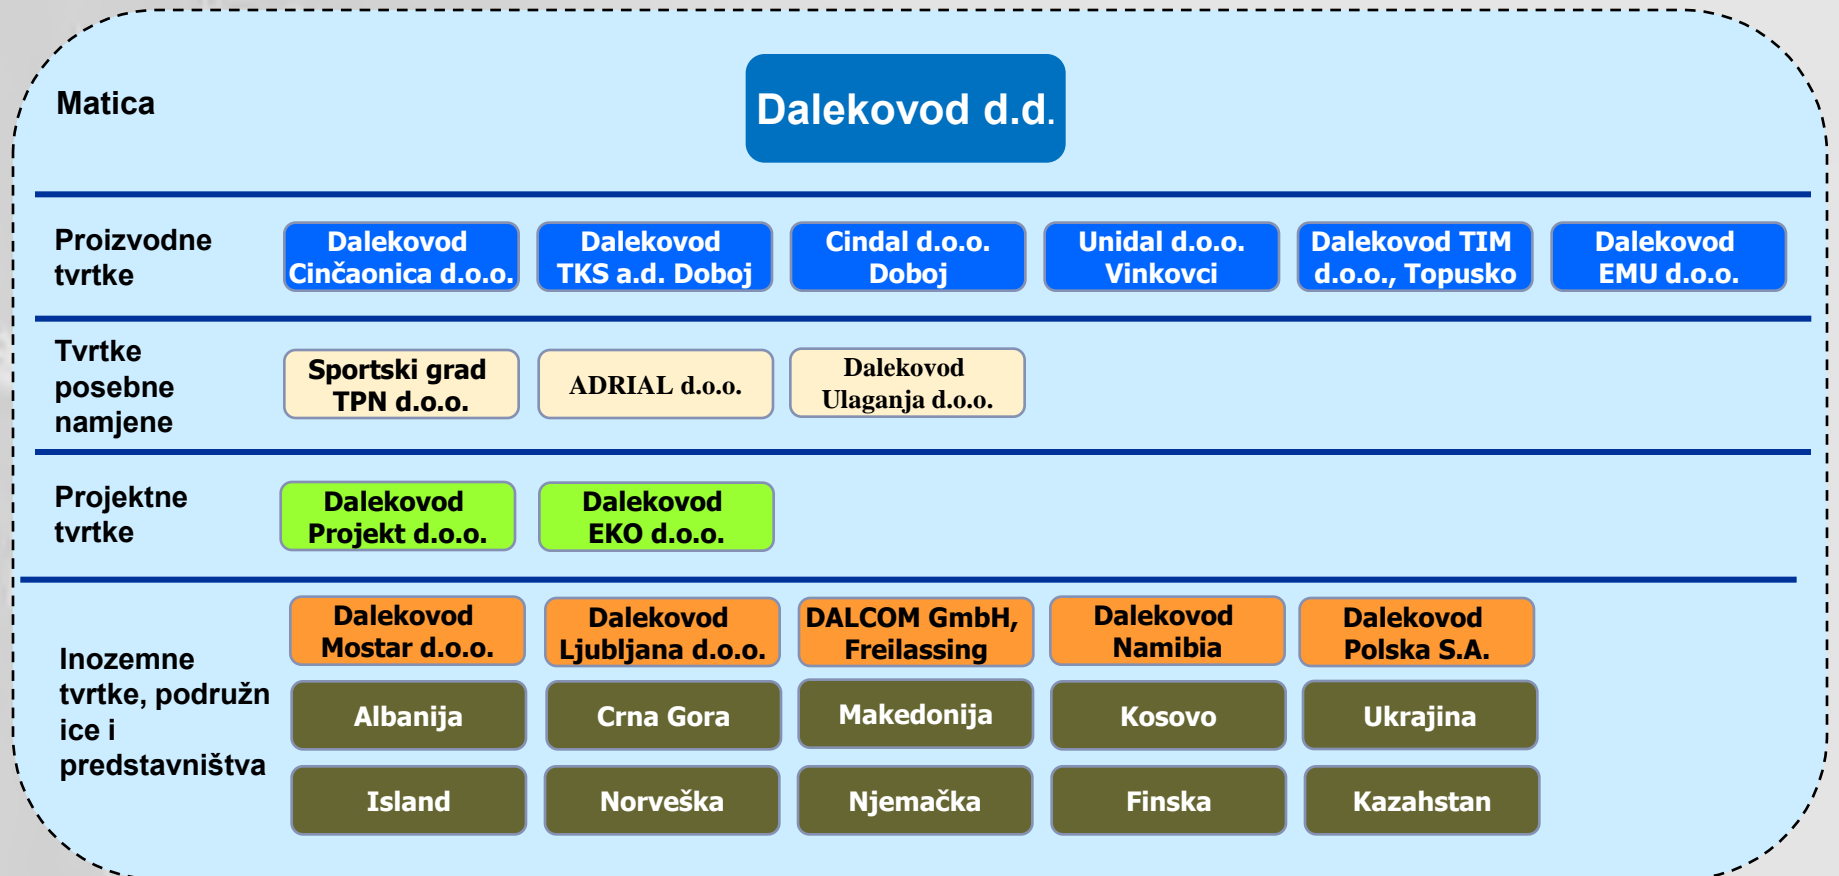 Matica
Dalekovod d.d.
Proizvodne
tvrtke
Dalekovod
Cinčaonica d.o.o.
Dalekovod
TKS a.d. Doboj
Cindal d.o.o.
Doboj
Unidal d.o.o.
Vinkovci
Dalekovod TIM
d.o.o., Topusko
Dalekovod
EMU d.o.o.
Tvrtke
posebne
namjene
Sportski grad
TPN d.o.o.
ADRIAL d.o.o.
Dalekovod
Ulaganja d.o.o.
Projektne
tvrtke
Dalekovod
Projekt d.o.o.
Dalekovod
EKO d.o.o.
Inozemne
tvrtke, podružn
ice i
predstavništva
Dalekovod
Mostar d.o.o.
Dalekovod
Ljubljana d.o.o.
DALCOM GmbH,
Freilassing
Dalekovod
Namibia
Dalekovod
Polska S.A.
Albanija
Crna Gora
Makedonija
Kosovo
Ukrajina
Island
Norveška
Njemačka
Finska
Kazahstan